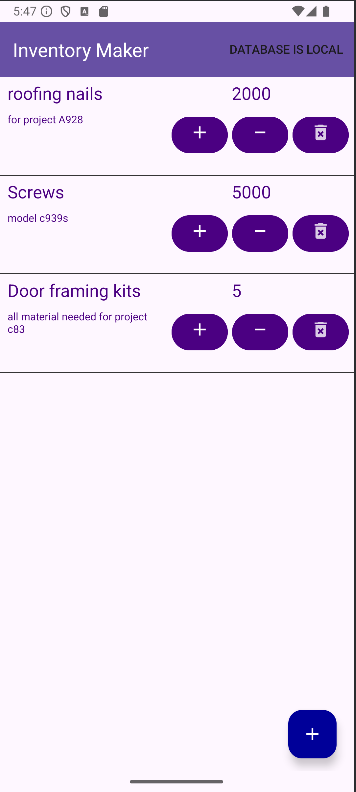 5:47
Inventory Maker
DATABASE IS LOCAL
roofing nails
2000
for project A928
+ −
Screws
5000
model c939s
+ −
Door framing kits
5
all material needed for project
c83
+ −
+